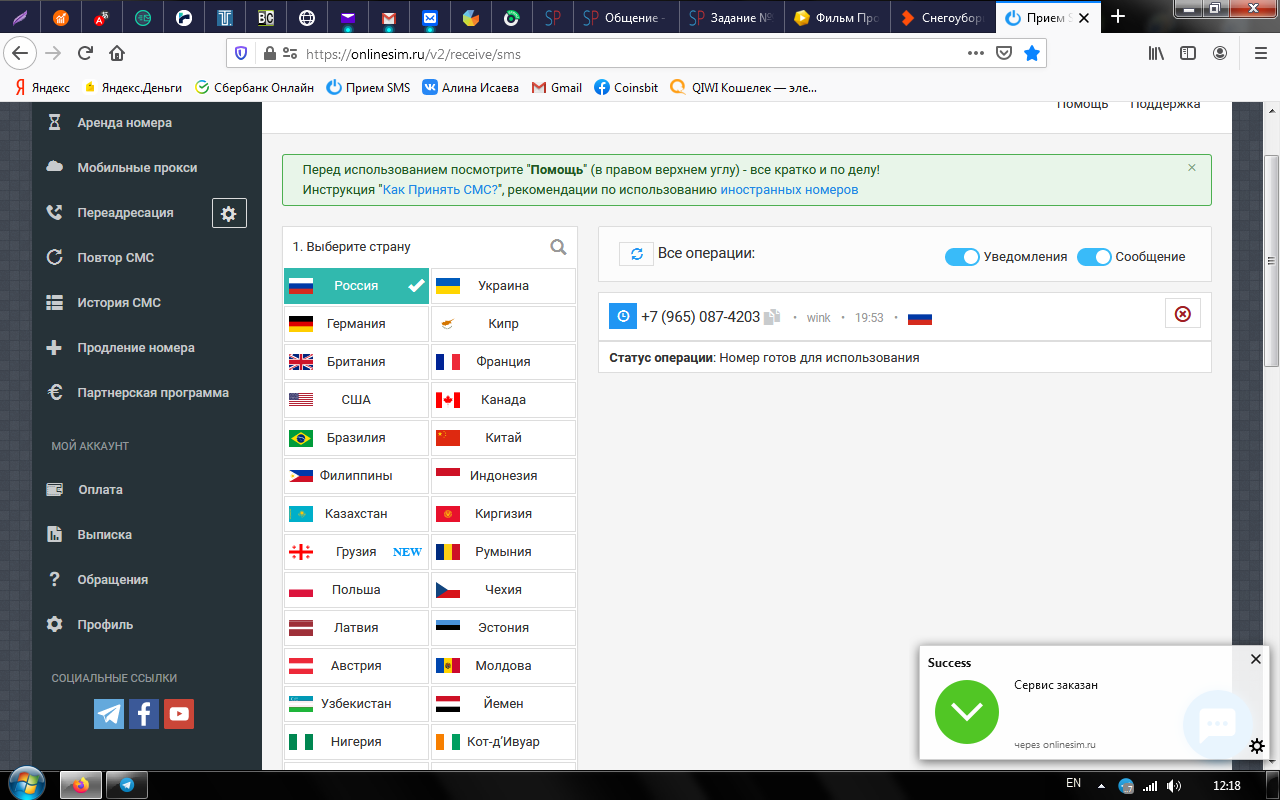 SP
SP Общение -
SP Задание №
Фильм Про
Снегоубор
Прием S
https://onlinesim.ru/v2/receive/sms
Яндекс
Яндекс.Деньги
Сбербанк Онлайн
Прием SMS
Алина Исаева
Gmail
Coinsbit
QIWI Кошелек — эле...
Помощь
Поддержка
Аренда номера
Мобильные прокси
Переадресация
Повтор СМС
История СМС
Продление номера
Партнерская программа
МОЙ АККАУНТ
Оплата
Выписка
Обращения
Профиль
СОЦИАЛЬНЫЕ ССЫЛКИ
Перед использованием посмотрите "Помощь" (в правом верхнем углу) - все кратко и по делу!
Инструкция "Как Принять СМС?", рекомендации по использованию иностранных номеров
1. Выберите страну
Россия
Украина
Германия
Кипр
Британия
Франция
США
Канада
Бразилия
Китай
Филиппины
Индонезия
Казахстан
Киргизия
Грузия NEW
Румыния
Польша
Чехия
Латвия
Эстония
Австрия
Молдова
Узбекистан
Йемен
Нигерия
Кот-д'Ивуар
Все операции:
Уведомления
Сообщение
+7 (965) 087-4203 • wink • 19:53 •
Статус операции: Номер готов для использования
Success
Сервис заказан
через onlinesim.ru
EN
12:18